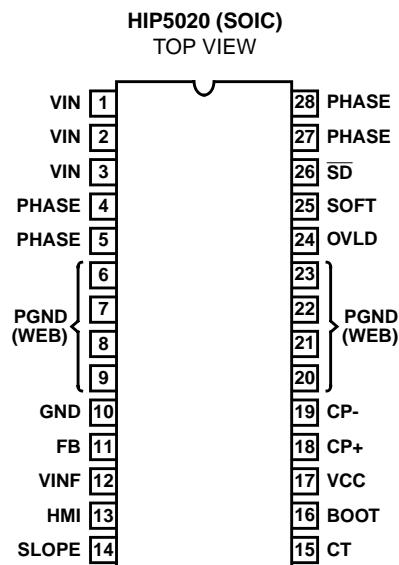 HIP5020 (SOIC)
TOP VIEW
VIN 1 28 PHASE
VIN 2 27 PHASE
VIN 3 26 SD
PHASE 4 25 SOFT
PHASE 5 24 OVLD
6 23
7 22
PGND (WEB) PGND (WEB)
8 21
9 20
GND 10 19 CP-
FB 11 18 CP+
VINF 12 17 VCC
HMI 13 16 BOOT
SLOPE 14 15 CT